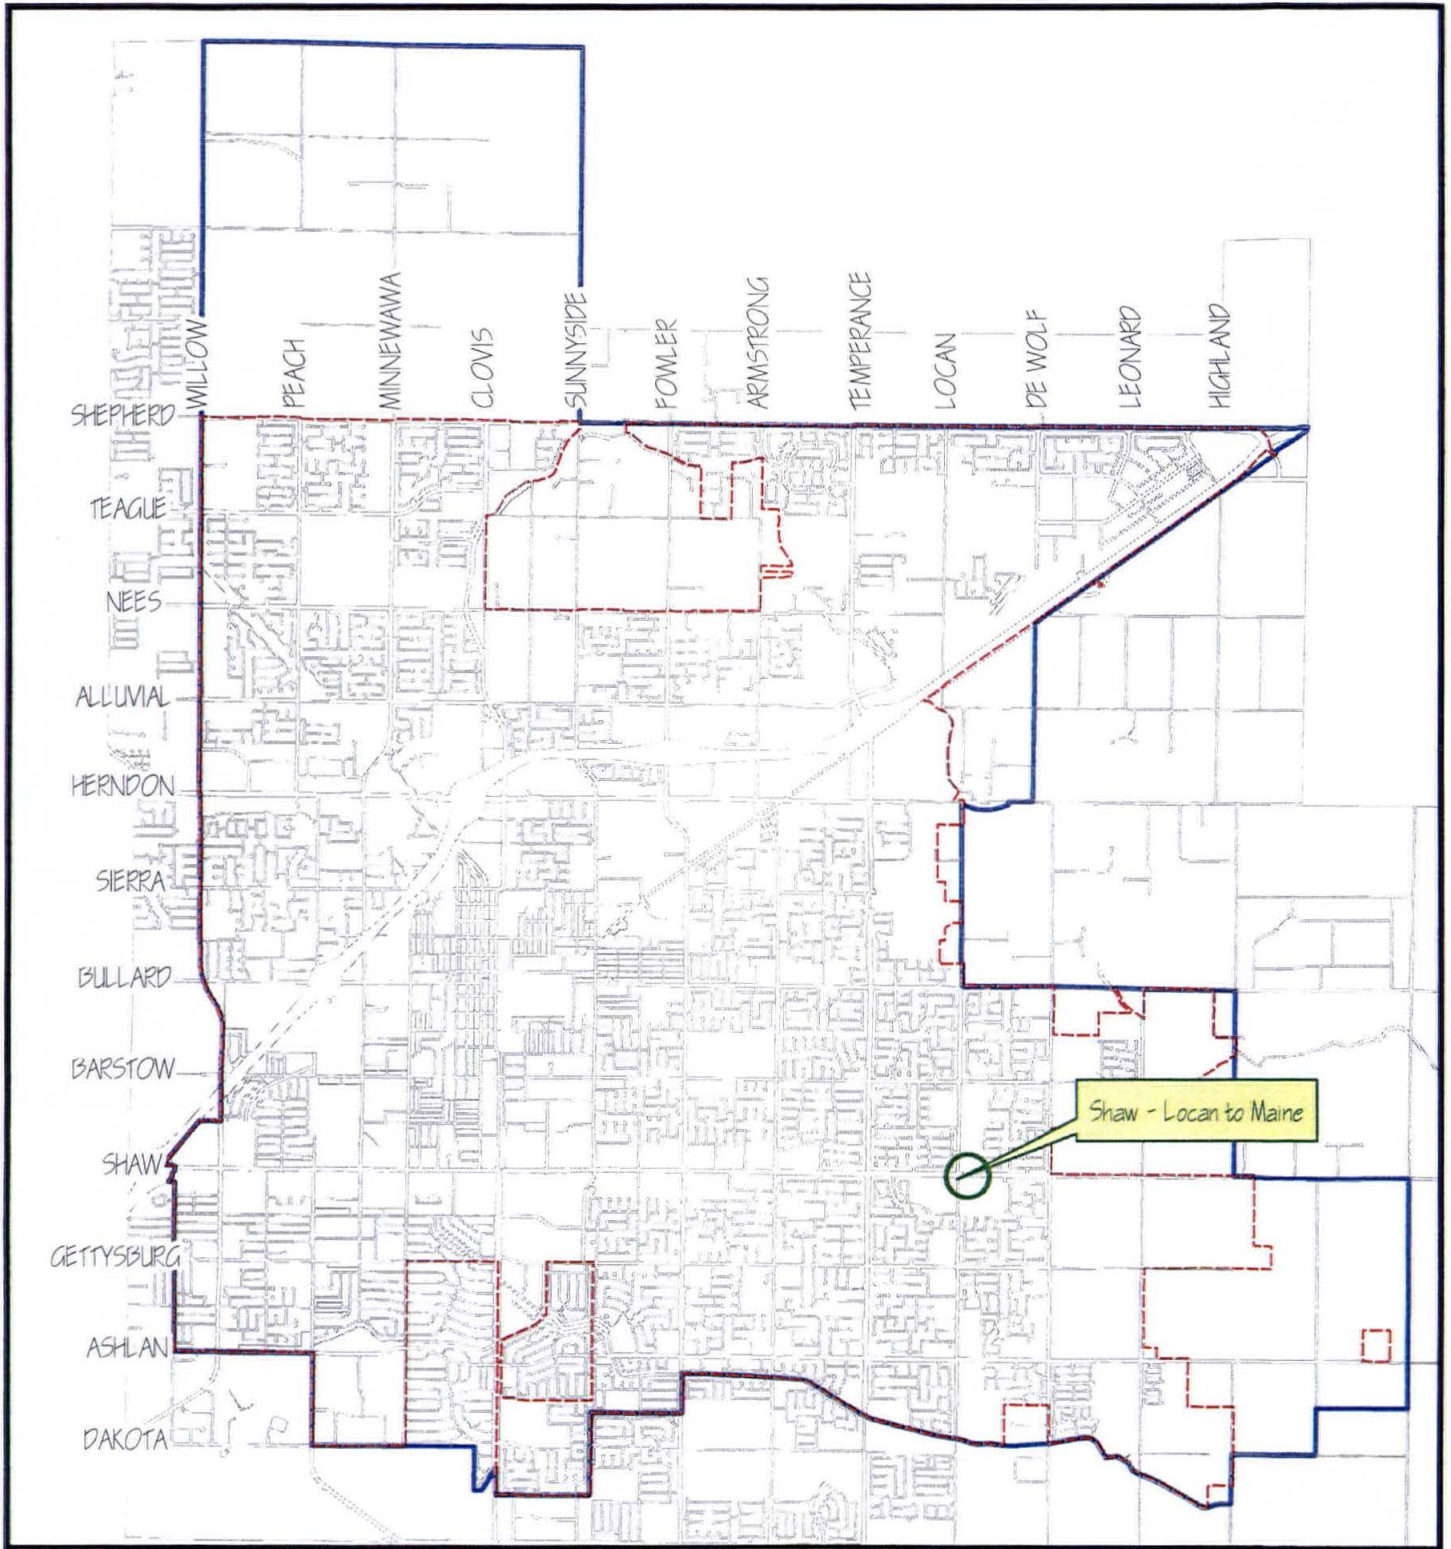 WILLOW
PEACH
MINNEWAWA
CLOVIS
SUNNYSIDE
FOWLER
ARMSTRONG
TEMPERANCE
LOCAN
DE WOLF
LEONARD
HIGHLAND
SHEPHERD
TEAGUE
NEES
ALLUVIAL
HERNDON
SIERRA
BULLARD
BARSTOW
Shaw - Locan to Maine
SHAW
GETTYSBURG
ASHLAN
DAKOTA